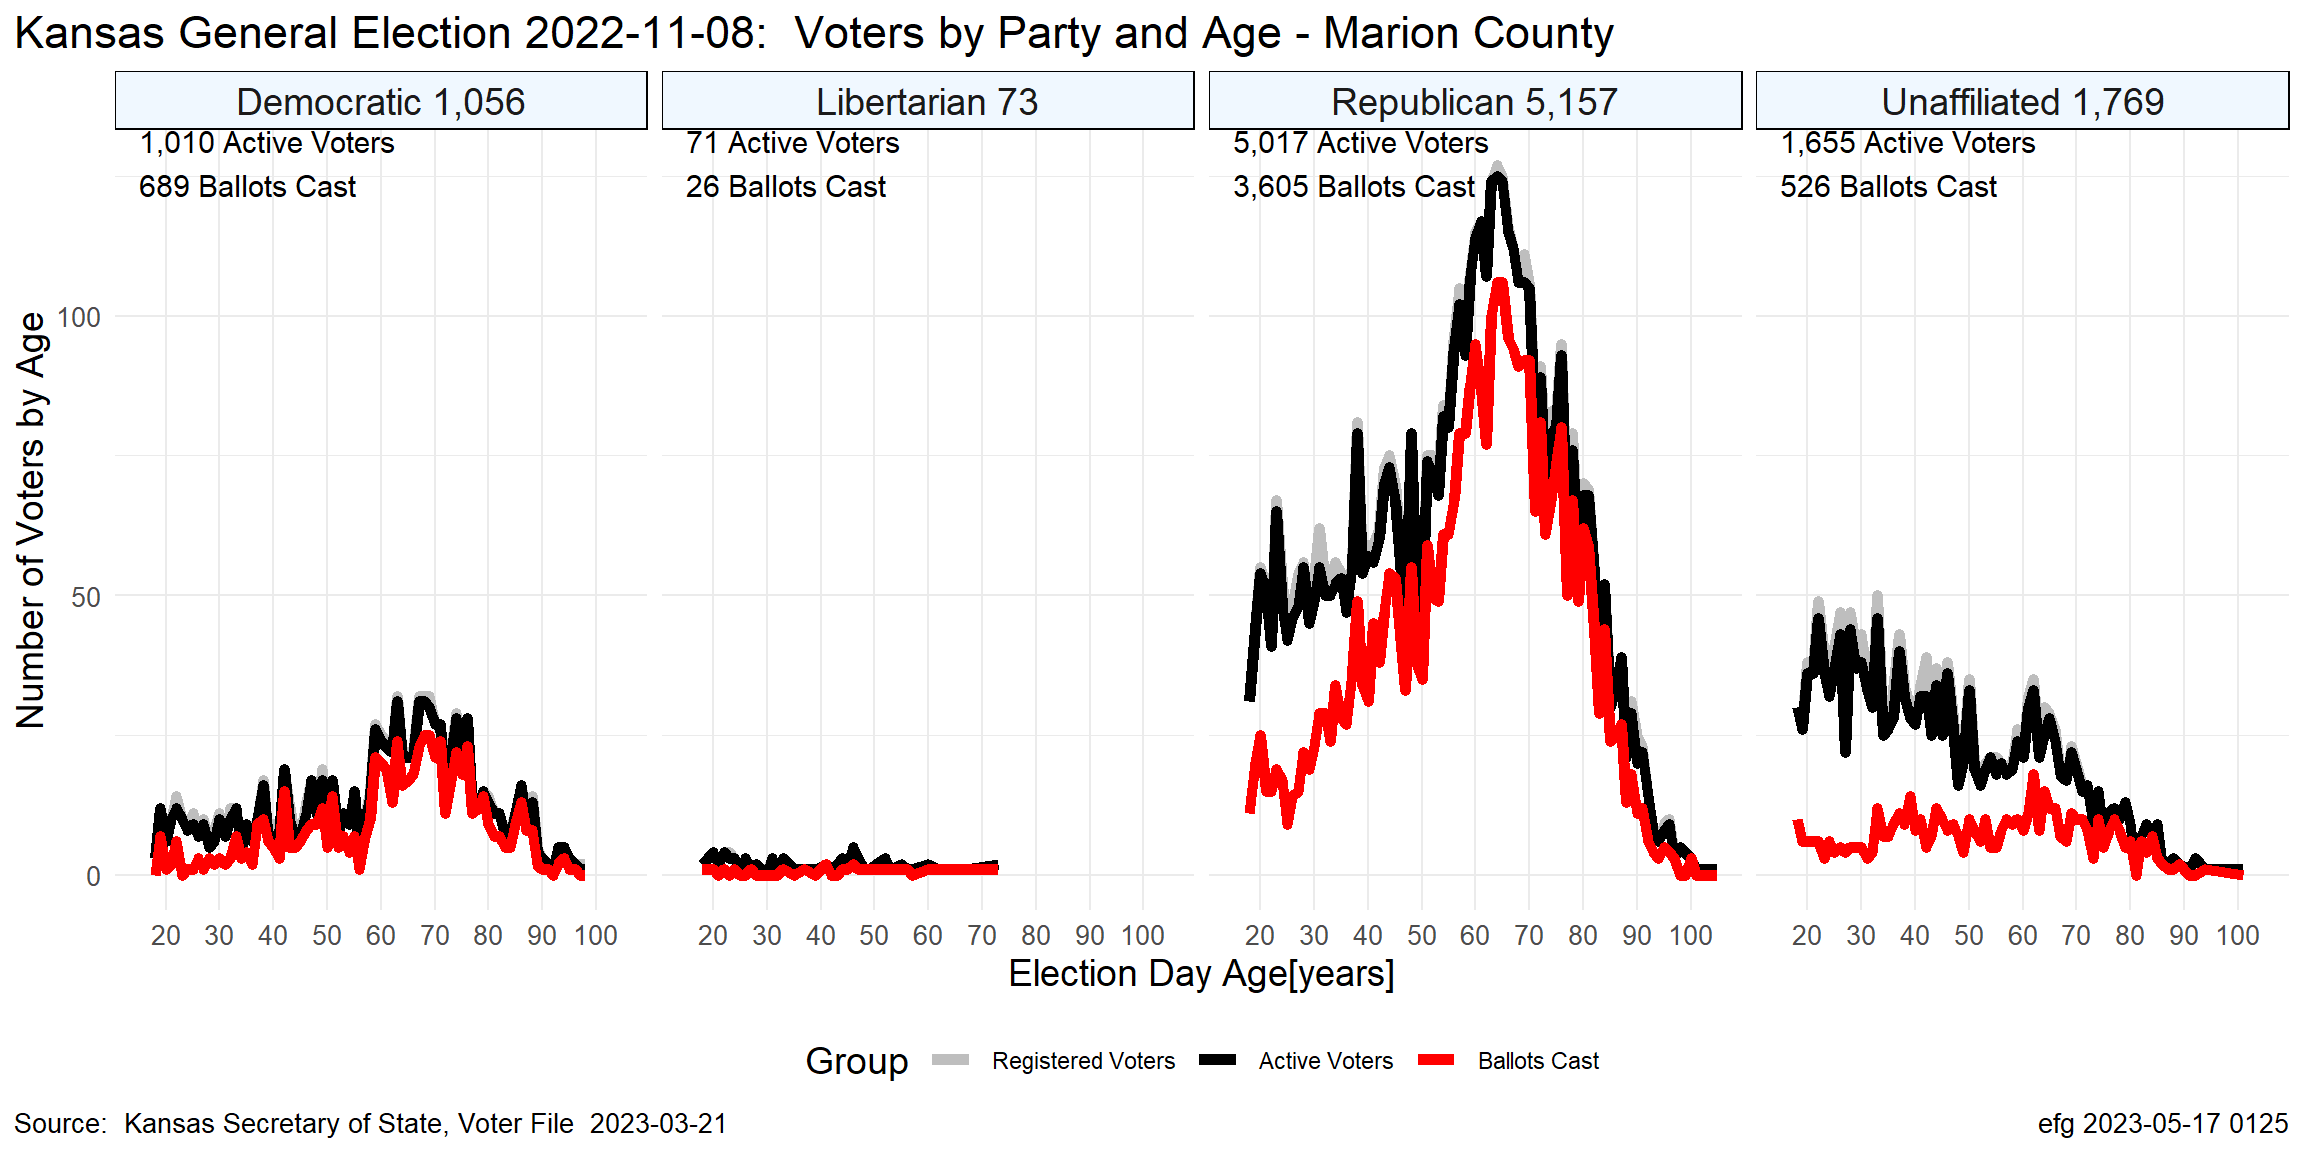 Kansas General Election 2022-11-08:  Voters by Party and Age - Marion County
Democratic 1,056
1,010 Active Voters
689 Ballots Cast
Libertarian 73
71 Active Voters
26 Ballots Cast
Republican 5,157
5,017 Active Voters
3,605 Ballots Cast
Unaffiliated 1,769
1,655 Active Voters
526 Ballots Cast
Number of Voters by Age
100
50
0
20 30 40 50 60 70 80 90 100
20 30 40 50 60 70 80 90 100
20 30 40 50 60 70 80 90 100
20 30 40 50 60 70 80 90 100
Election Day Age[years]
Group Registered Voters Active Voters Ballots Cast
Source:  Kansas Secretary of State, Voter File  2023-03-21
efg 2023-05-17 0125